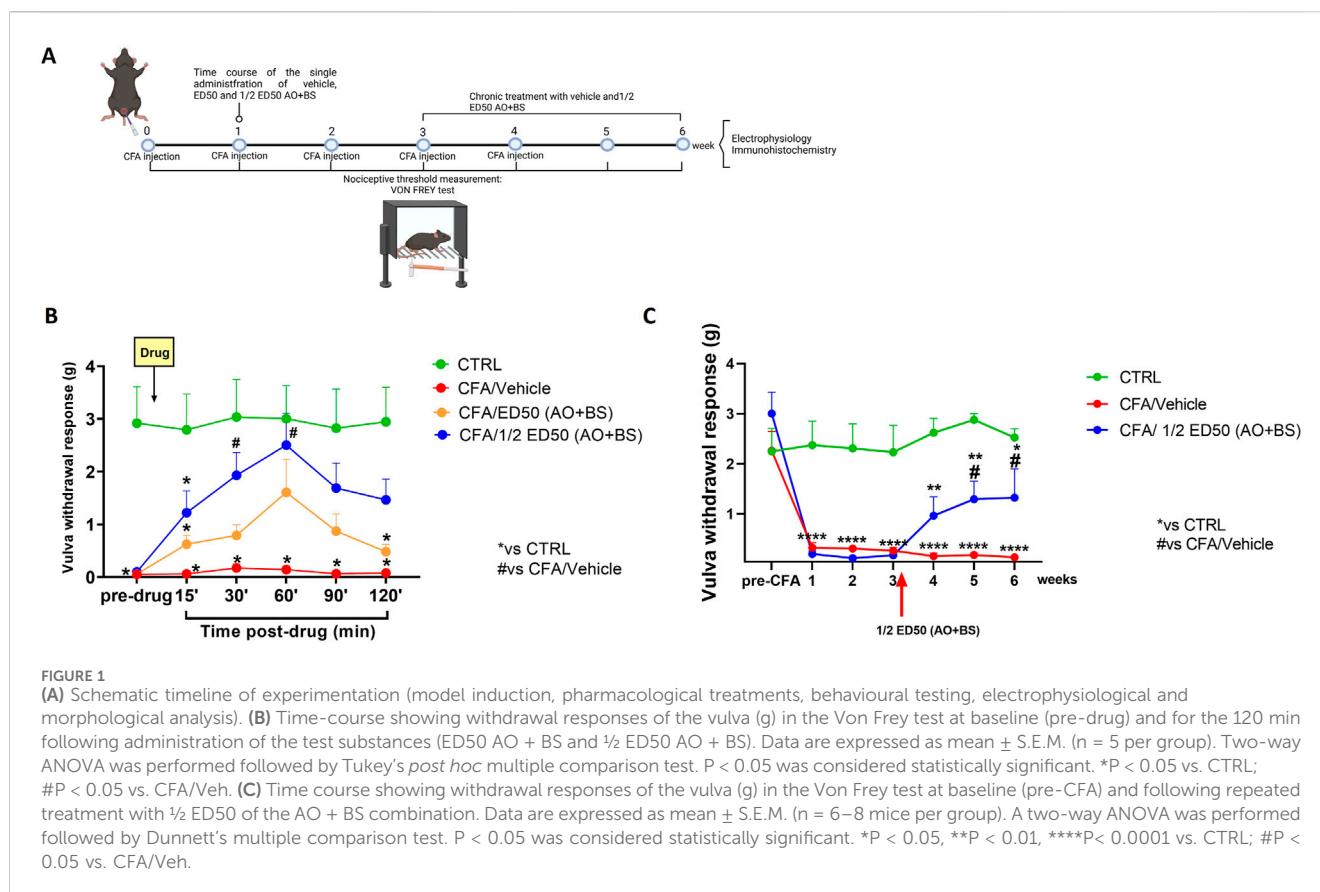 A
Time course of the single
administfration of vehicle,
ED50 and 1/2 ED50 AO+BS
Chronic treatment with vehicle and1/2
ED50 AO+BS
0 1 2 3 4 5 6
week
CFA injection CFA injection CFA injection CFA injection CFA injection
Electrophysiology
Immunohistochemistry
Nociceptive threshold measurement:
VON FREY test
B
Drug
Vulva withdrawal response (g)
4
3
2
1
0
# #
* * * * * * * * *
pre-drug 15' 30' 60' 90' 120'
Time post-drug (min)
CTRL
CFA/Vehicle
CFA/ED50 (AO+BS)
CFA/1/2 ED50 (AO+BS)
*vs CTRL
#vs CFA/Vehicle
C
Vulva withdrawal response (g)
4
3
2
1
** ** *
# #
**** **** **** **** **** ****
pre-CFA 1 2 3 4 5 6 weeks
1/2 ED50 (AO+BS)
CTRL
CFA/Vehicle
CFA/ 1/2 ED50 (AO+BS)
*vs CTRL
#vs CFA/Vehicle
FIGURE 1
(A) Schematic timeline of experimentation (model induction, pharmacological treatments, behavioural testing, electrophysiological and
morphological analysis). (B) Time-course showing withdrawal responses of the vulva (g) in the Von Frey test at baseline (pre-drug) and for the 120 min
following administration of the test substances (ED50 AO + BS and ½ ED50 AO + BS). Data are expressed as mean ± S.E.M. (n = 5 per group). Two-way
ANOVA was performed followed by Tukey's post hoc multiple comparison test. P < 0.05 was considered statistically significant. *P < 0.05 vs. CTRL;
#P < 0.05 vs. CFA/Veh. (C) Time course showing withdrawal responses of the vulva (g) in the Von Frey test at baseline (pre-CFA) and following repeated
treatment with ½ ED50 of the AO + BS combination. Data are expressed as mean ± S.E.M. (n = 6–8 mice per group). A two-way ANOVA was performed
followed by Dunnett's multiple comparison test. P < 0.05 was considered statistically significant. *P < 0.05, **P < 0.01, ****P< 0.0001 vs. CTRL; #P <
0.05 vs. CFA/Veh.